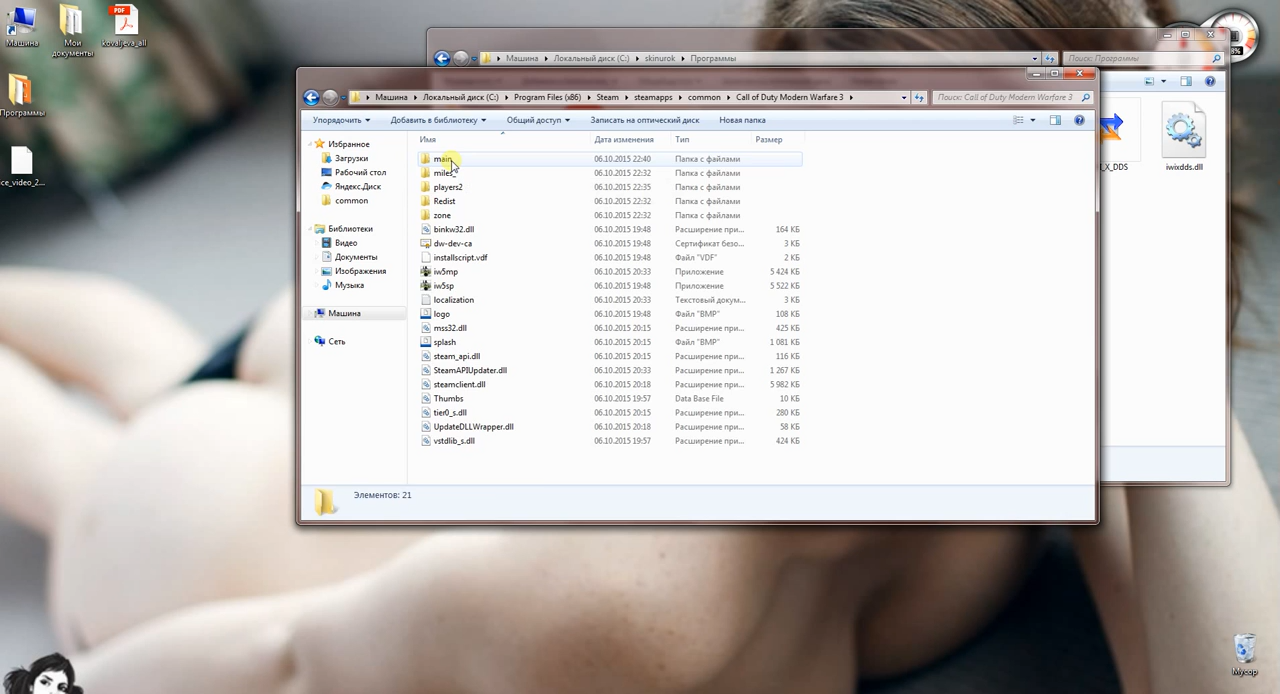 Машина
Мои документы
PDF
kovaljeva_all
Программы
ice_video_2...
Мусор
Машина
Локальный диск (C:)
skinurok
Программы
Поиск: Программы
_X_DDS
iwixdds.dll
Машина
Локальный диск (C:)
Program Files (x86)
Steam
steamapps
common
Call of Duty Modern Warfare 3
Поиск: Call of Duty Modern Warfare 3
Упорядочить
Добавить в библиотеку
Общий доступ
Записать на оптический диск
Новая папка
Избранное
Загрузки
Рабочий стол
Яндекс.Диск
common
Библиотеки
Видео
Документы
Изображения
Музыка
Машина
Сеть
Имя Дата изменения Тип Размер
main 06.10.2015 22:40 Папка с файлами
miles 06.10.2015 22:32 Папка с файлами
players2 06.10.2015 22:35 Папка с файлами
Redist 06.10.2015 22:32 Папка с файлами
zone 06.10.2015 22:32 Папка с файлами
binkw32.dll 06.10.2015 19:48 Расширение при... 164 КБ
dw-dev-ca 06.10.2015 19:48 Сертификат безо... 3 КБ
installscript.vdf 06.10.2015 19:48 Файл "VDF" 2 КБ
iw5mp 06.10.2015 20:33 Приложение 5 424 КБ
iw5sp 06.10.2015 19:48 Приложение 5 522 КБ
localization 06.10.2015 20:33 Текстовый докум... 3 КБ
logo 06.10.2015 19:48 Файл "BMP" 108 КБ
mss32.dll 06.10.2015 20:15 Расширение при... 425 КБ
splash 06.10.2015 20:15 Файл "BMP" 1 081 КБ
steam_api.dll 06.10.2015 20:15 Расширение при... 116 КБ
SteamAPIUpdater.dll 06.10.2015 20:33 Расширение при... 1 267 КБ
steamclient.dll 06.10.2015 20:18 Расширение при... 5 982 КБ
Thumbs 06.10.2015 19:57 Data Base File 10 КБ
tier0_s.dll 06.10.2015 20:15 Расширение при... 280 КБ
UpdateDLLWrapper.dll 06.10.2015 20:18 Расширение при... 58 КБ
vstdlib_s.dll 06.10.2015 19:57 Расширение при... 424 КБ
Элементов: 21